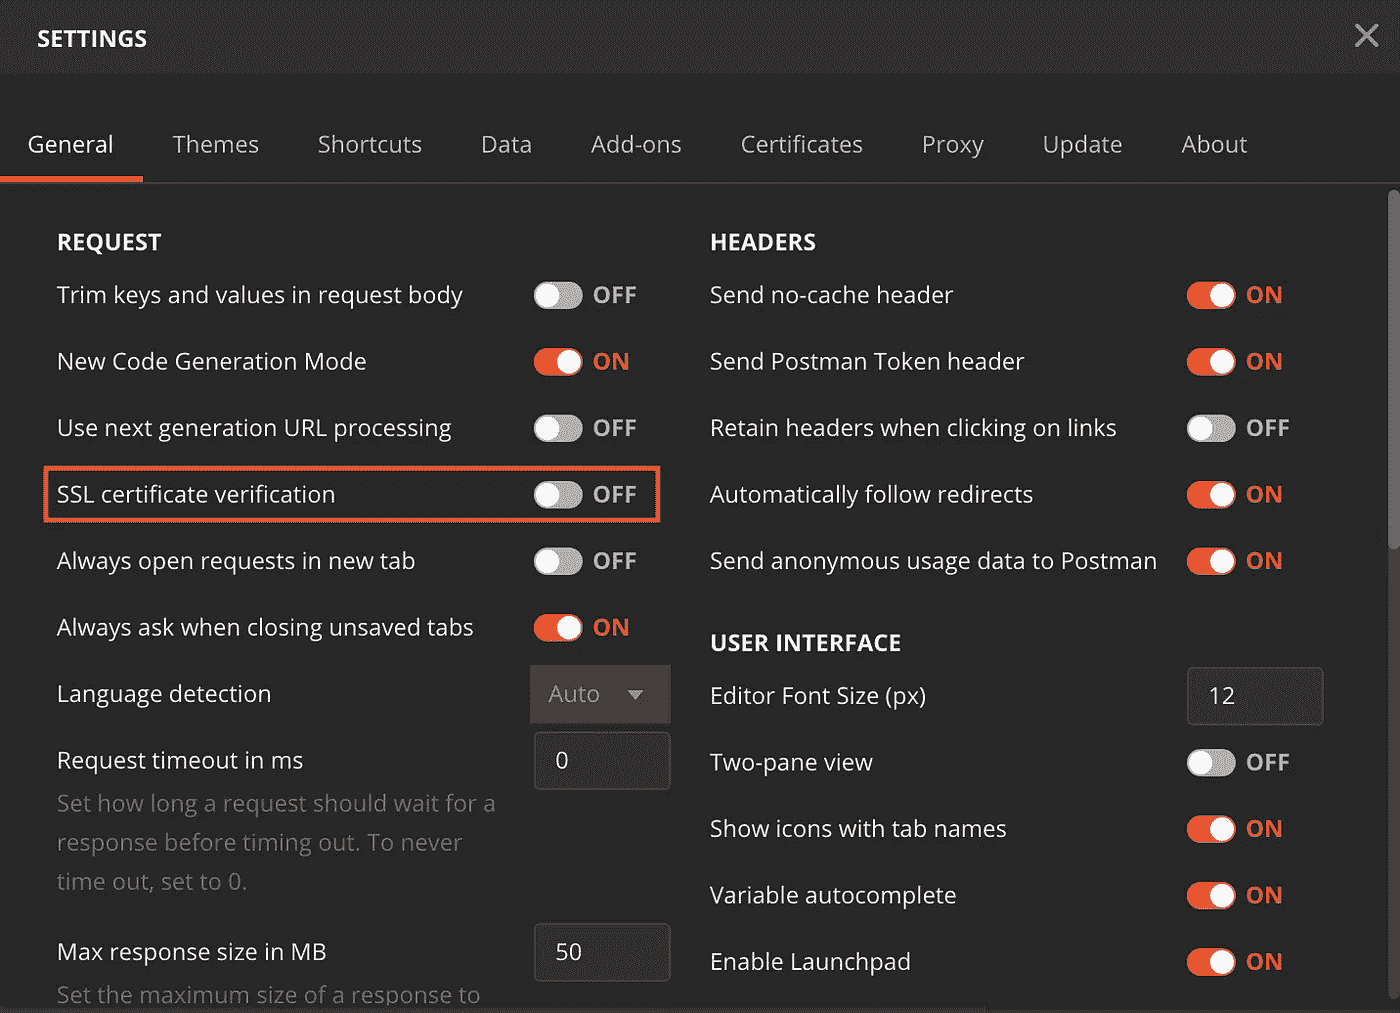 SETTINGS
General Themes Shortcuts Data Add-ons Certificates Proxy Update About
REQUEST
Trim keys and values in request body OFF
New Code Generation Mode ON
Use next generation URL processing OFF
SSL certificate verification OFF
Always open requests in new tab OFF
Always ask when closing unsaved tabs ON
Language detection Auto
Request timeout in ms 0
Set how long a request should wait for a
response before timing out. To never
time out, set to 0.
Max response size in MB 50
Set the maximum size of a response to
HEADERS
Send no-cache header ON
Send Postman Token header ON
Retain headers when clicking on links OFF
Automatically follow redirects ON
Send anonymous usage data to Postman ON
USER INTERFACE
Editor Font Size (px) 12
Two-pane view OFF
Show icons with tab names ON
Variable autocomplete ON
Enable Launchpad ON